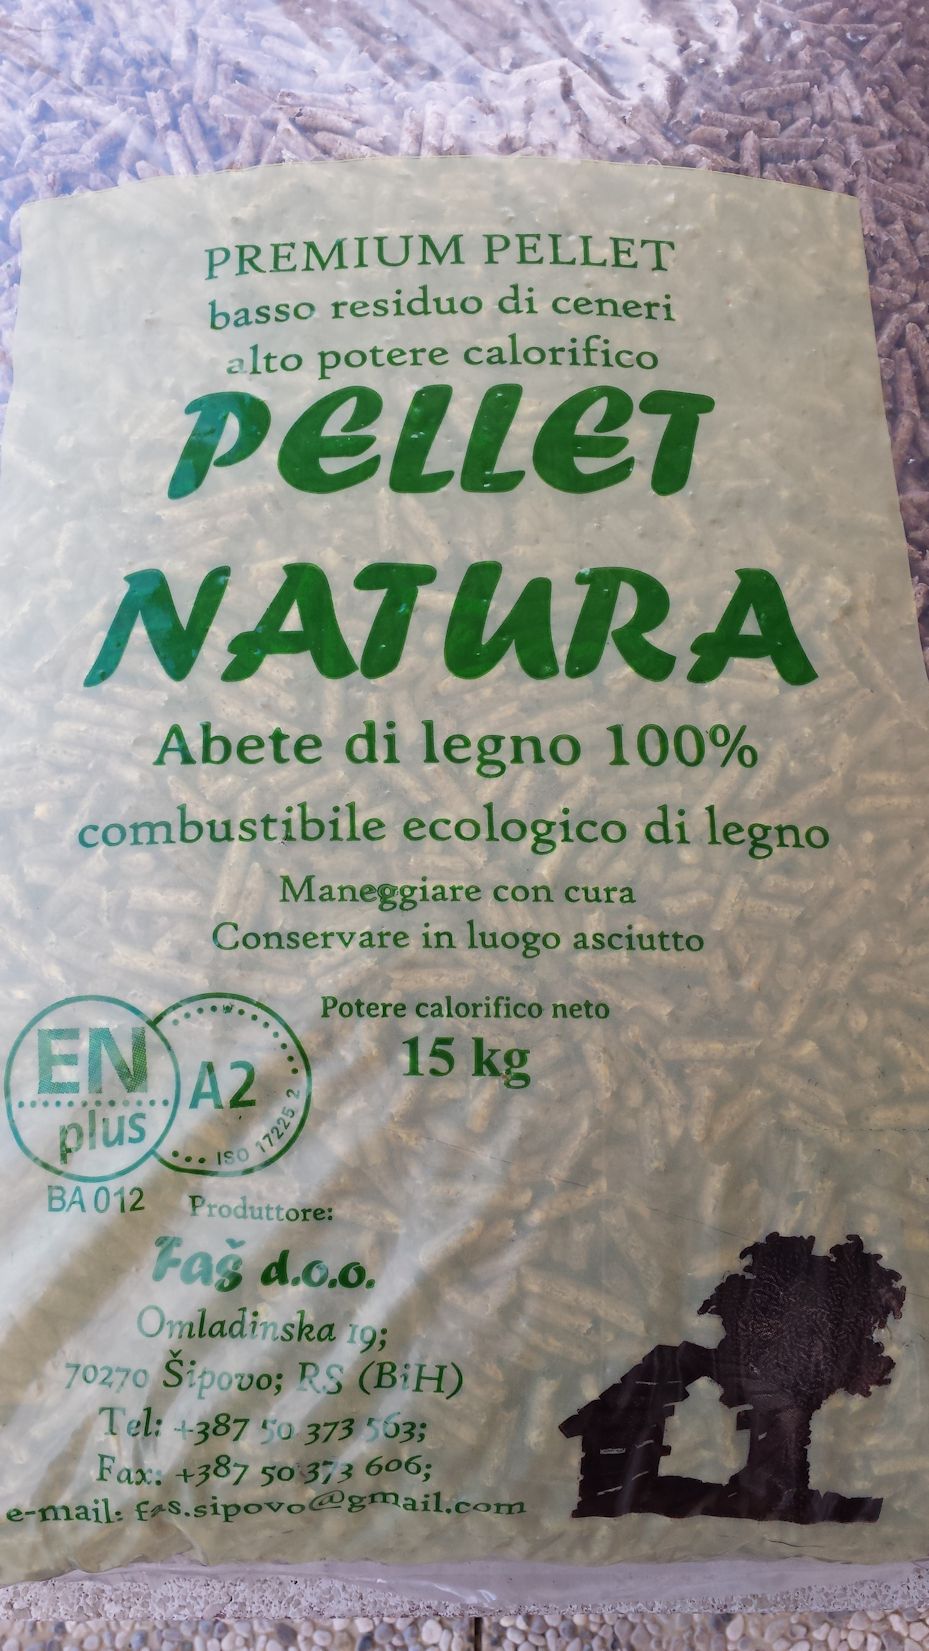 PREMIUM PELLET
basso residuo di ceneri
alto potere calorifico
PELLET
NATURA
Abete di legno 100%
combustibile ecologico di legno
Maneggiare con cura
Conservare in luogo asciutto
Potere calorifico neto
15 kg
EN
plus
A2
ISO 17225 2
BA 012
Produttore:
Faš d.o.o.
Omladinska 19;
70270 Šipovo; RS (BiH)
Tel: +387 50 373 563;
Fax: +387 50 373 606;
e-mail: fas.sipovo@gmail.com